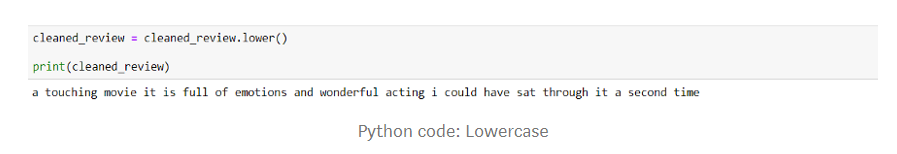 cleaned_review = cleaned_review.lower()
print(cleaned_review)
a touching movie it is full of emotions and wonderful acting i could have sat through it a second time
Python code: Lowercase